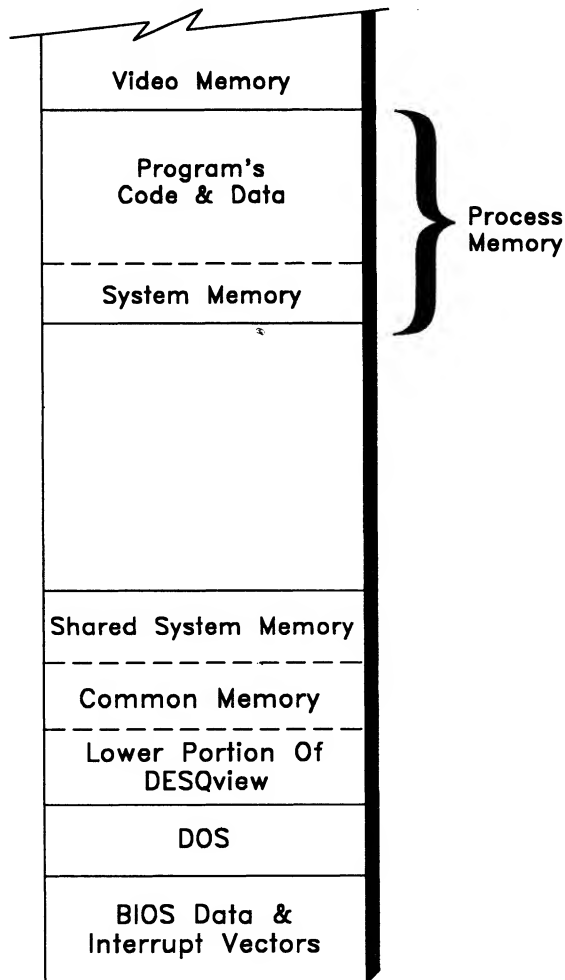 Video Memory
Program's
Code & Data
System Memory
Process
Memory
Shared System Memory
Common Memory
Lower Portion Of
DESQview
DOS
BIOS Data &
Interrupt Vectors